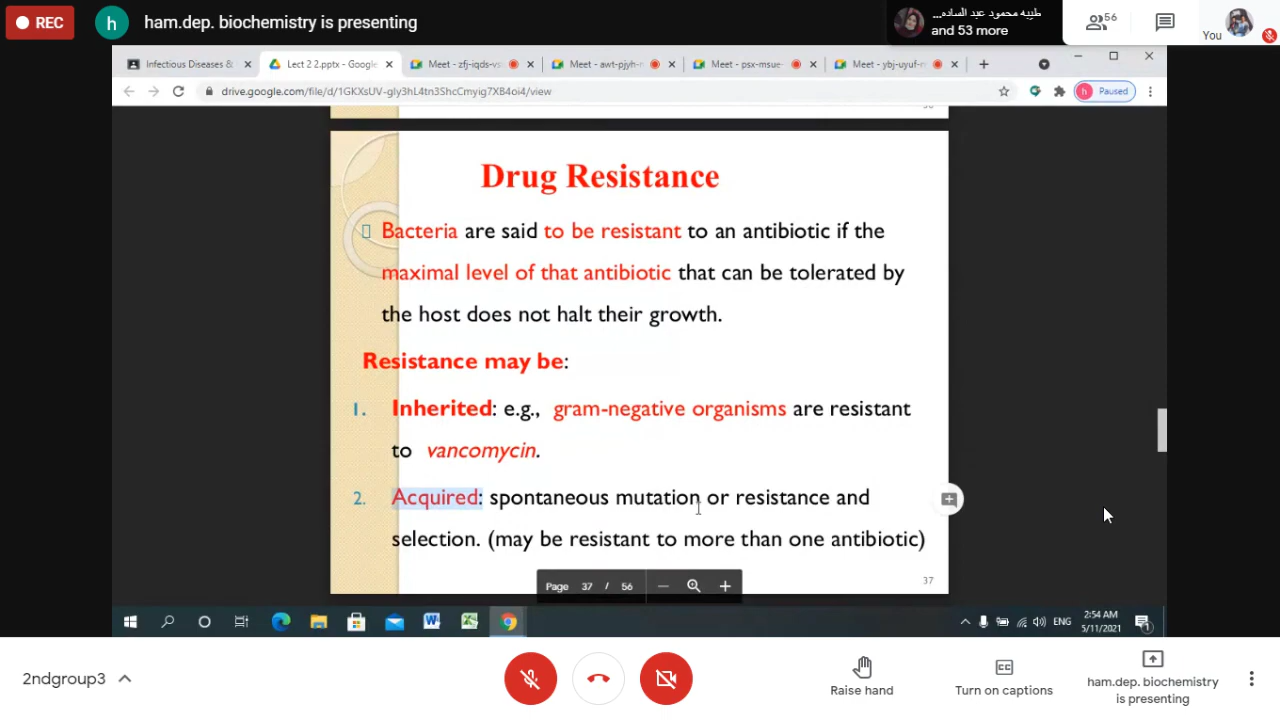 REC
h
ham.dep. biochemistry is presenting
طيبه محمود عبد الساده...
and 53 more
56
You
Infectious Diseases &
Lect 2 2.pptx - Google
Meet - zfj-iqds-vs
Meet - awt-pjyh-r
Meet - psx-msue-
Meet - ybj-uyuf-r
drive.google.com/file/d/1GKXsUV-gly3hL4tn3ShcCmyig7XB4oi4/view
h
Paused
Drug Resistance
Bacteria are said to be resistant to an antibiotic if the
maximal level of that antibiotic that can be tolerated by
the host does not halt their growth.
Resistance may be:
1. Inherited: e.g., gram-negative organisms are resistant
to vancomycin.
2. Acquired: spontaneous mutation or resistance and
selection. (may be resistant to more than one antibiotic)
37
Page 37 / 56
ENG
2:54 AM
5/11/2021
1
2ndgroup3
Raise hand
Turn on captions
ham.dep. biochemistry
is presenting